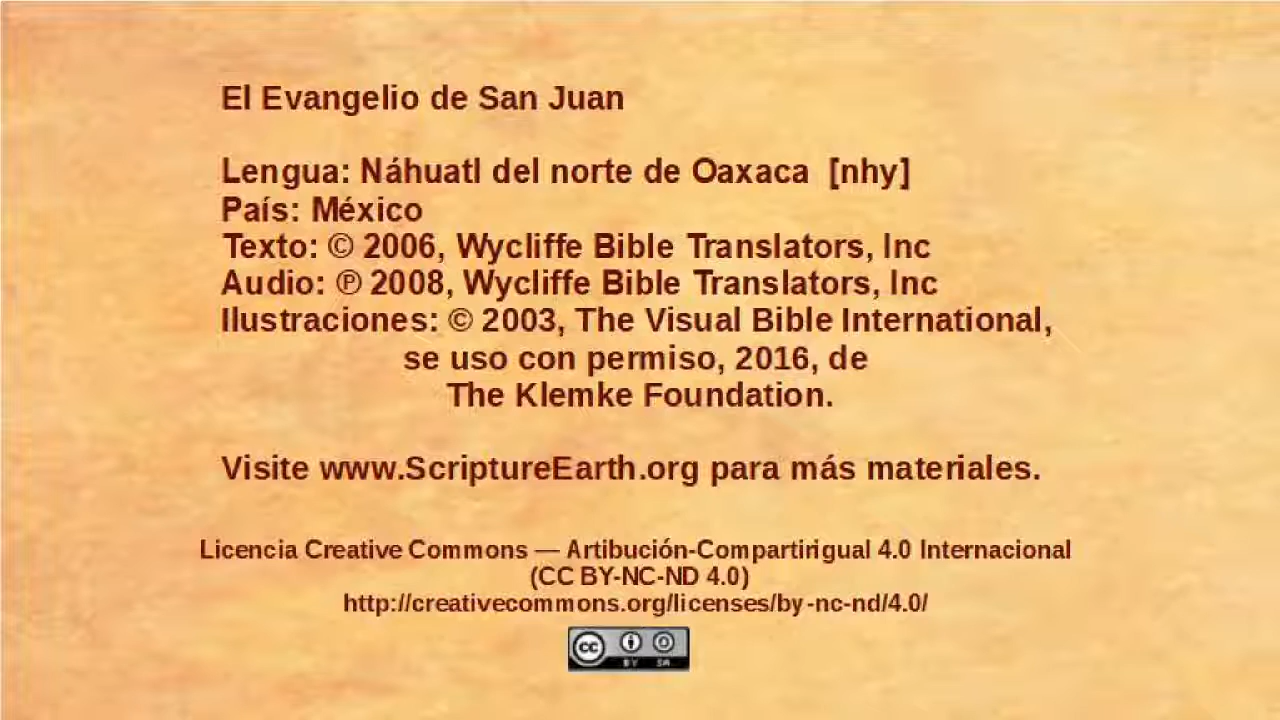 El Evangelio de San Juan
Lengua: Náhuatl del norte de Oaxaca [nhy]
País: México
Texto: © 2006, Wycliffe Bible Translators, Inc
Audio: ℗ 2008, Wycliffe Bible Translators, Inc
Ilustraciones: © 2003, The Visual Bible International,
se uso con permiso, 2016, de
The Klemke Foundation.
Visite www.ScriptureEarth.org para más materiales.
Licencia Creative Commons — Artibución-Compartirigual 4.0 Internacional
(CC BY-NC-ND 4.0)
http://creativecommons.org/licenses/by-nc-nd/4.0/
cc BY SA